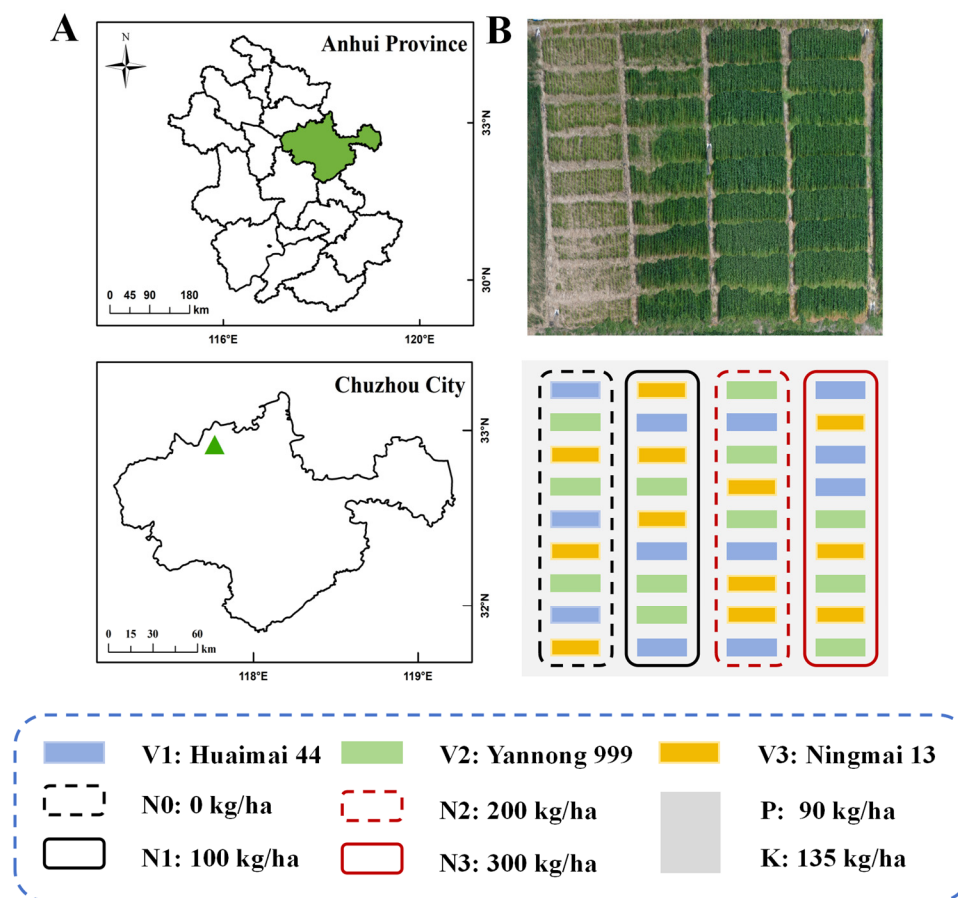 A
Anhui Province
N
33°N
30°N
0 45 90 180
km
116°E 120°E
Chuzhou City
33°N
32°N
0 15 30 60
km
118°E 119°E
B
V1: Huaimai 44
V2: Yannong 999
V3: Ningmai 13
N0: 0 kg/ha
N2: 200 kg/ha
P: 90 kg/ha
N1: 100 kg/ha
N3: 300 kg/ha
K: 135 kg/ha